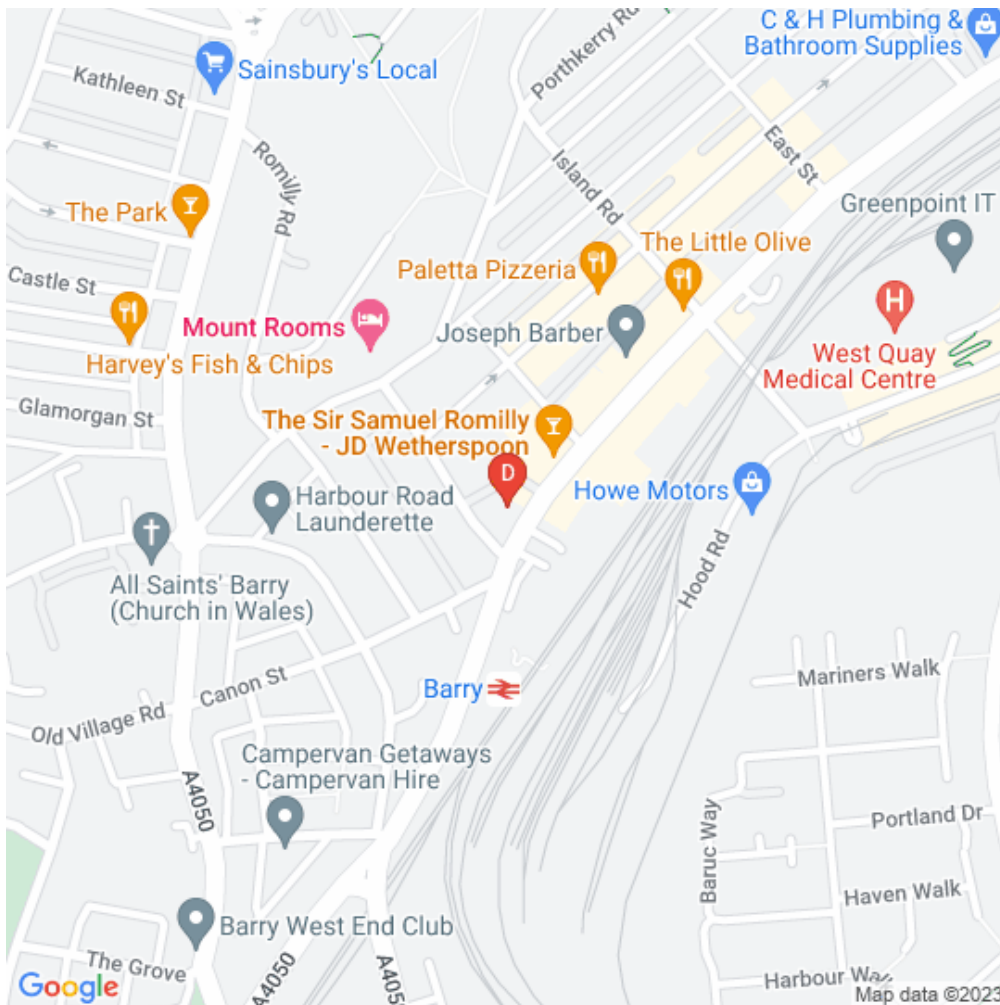 C & H Plumbing &
Bathroom Supplies
Porthkerry Rd
Sainsbury's Local
Kathleen St
Romilly Rd
East St
Island Rd
Greenpoint IT
The Park
The Little Olive
Paletta Pizzeria
Castle St
Mount Rooms
Joseph Barber
H
Harvey's Fish & Chips
West Quay
Medical Centre
Glamorgan St
The Sir Samuel Romilly
- JD Wetherspoon
D
Howe Motors
Harbour Road
Launderette
Hood Rd
All Saints' Barry
(Church in Wales)
Mariners Walk
Canon St
Barry
Old Village Rd
Campervan Getaways
- Campervan Hire
A4050
Portland Dr
Baruc Way
Haven Walk
Barry West End Club
The Grove
A4050
A4050
Harbour Way
Google
Map data ©2023